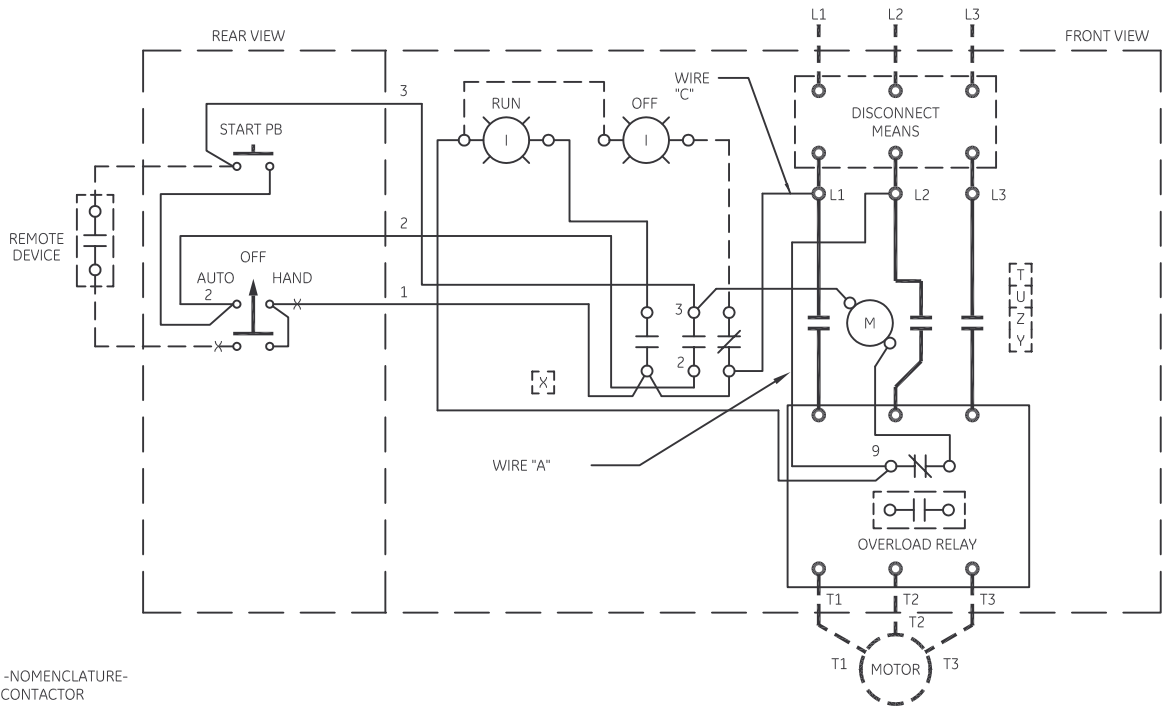 L1 L2 L3
REAR VIEW
FRONT VIEW
WIRE
"C"
3
RUN
OFF
DISCONNECT
MEANS
START PB
I
I
L1
L2
L3
REMOTE
DEVICE
2
OFF
AUTO
HAND
2
X
1
3
M
T
U
Z
Y
X
2
X
WIRE "A"
9
OVERLOAD RELAY
T1
T2
T3
T2
T1
MOTOR
T3
-NOMENCLATURE-
CONTACTOR